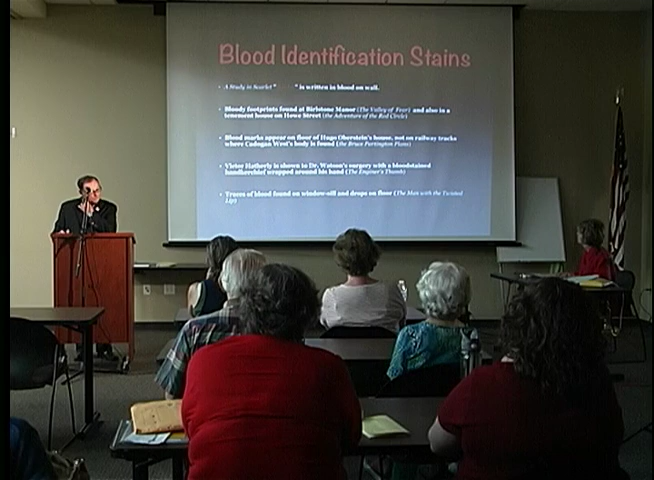 Blood Identification Stains
• A Study in Scarlet " " is written in blood on wall.
• Bloody footprints found at Birlstone Manor (The Valley of Fear) and also in a
tenement house on Howe Street (the Adventure of the Red Circle)
• Blood marks appear on floor of Hugo Oberstein's house, not on railway tracks
where Cadogan West's body is found (the Bruce Partington Plans)
• Victor Hatherly is shown to Dr. Watson's surgery with a bloodstained
handkerchief wrapped around his hand (The Enginer's Thumb)
• Traces of blood found on window-sill and drops on floor (The Man with the Twisted
Lip)